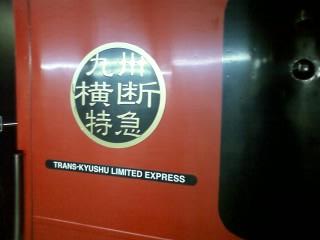 九州
横断
特急
TRANS-KYUSHU LIMITED EXPRESS